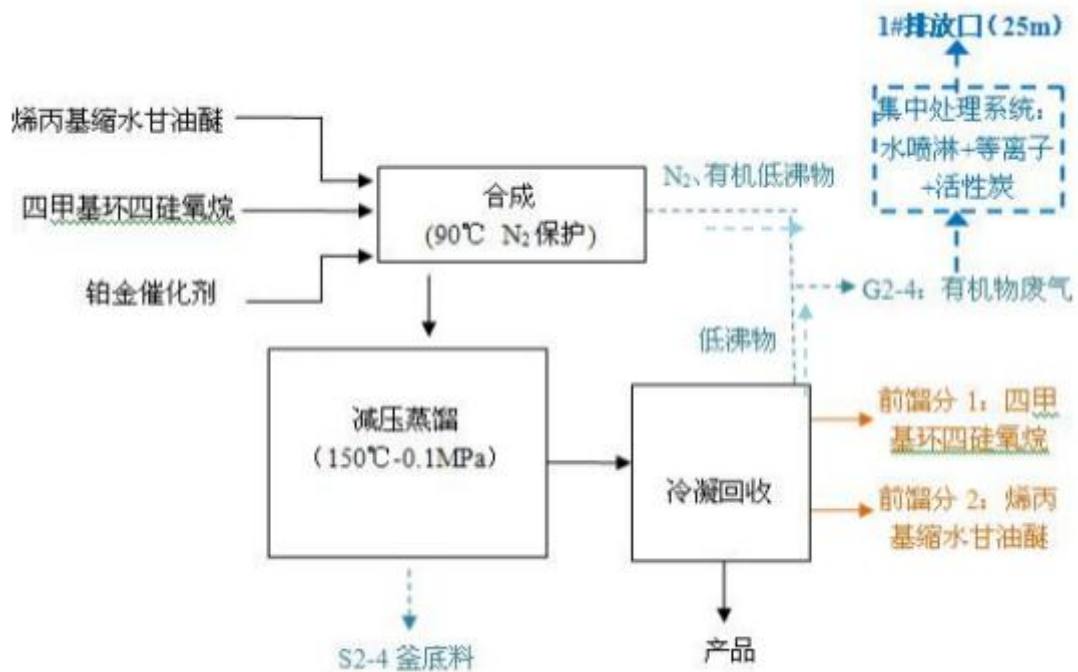 1#排放口（25m）
集中处理系统：
水喷淋+等离子
+活性炭
烯丙基缩水甘油醚
四甲基环四硅氧烷
铂金催化剂
合成
(90℃ N₂保护)
N₂、有机低沸物
G2-4：有机物废气
低沸物
减压蒸馏
（150℃-0.1MPa）
冷凝回收
前馏分 1：四甲
基环四硅氧烷
前馏分 2：烯丙
基缩水甘油醚
S2-4 釜底料
产品